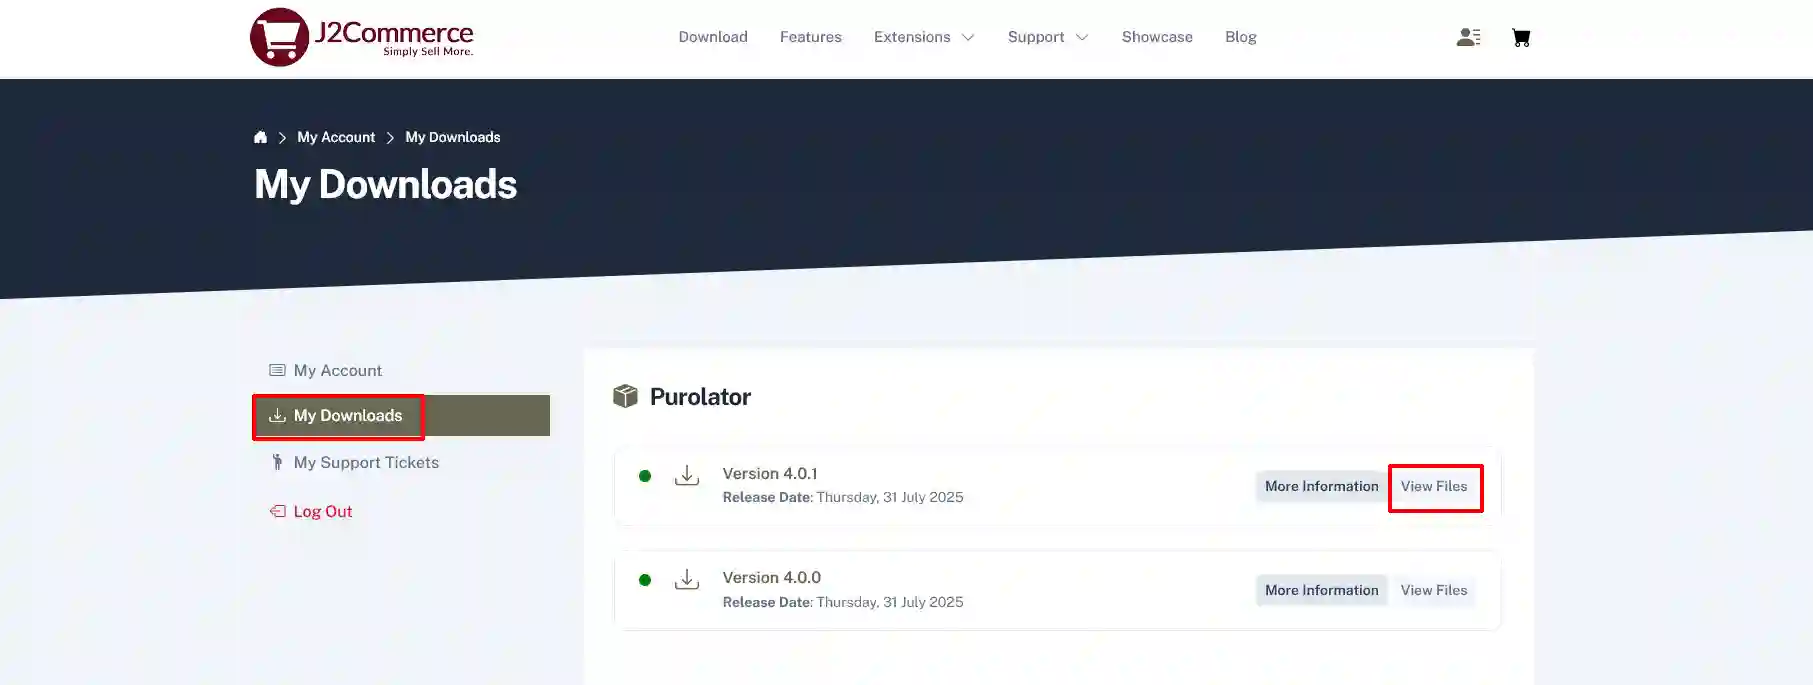 J2Commerce
Simply Sell More.
Download Features Extensions Support Showcase Blog
My Account My Downloads
My Downloads
My Account
My Downloads
My Support Tickets
Log Out
Purolator
Version 4.0.1
Release Date: Thursday, 31 July 2025
More Information View Files
Version 4.0.0
Release Date: Thursday, 31 July 2025
More Information View Files